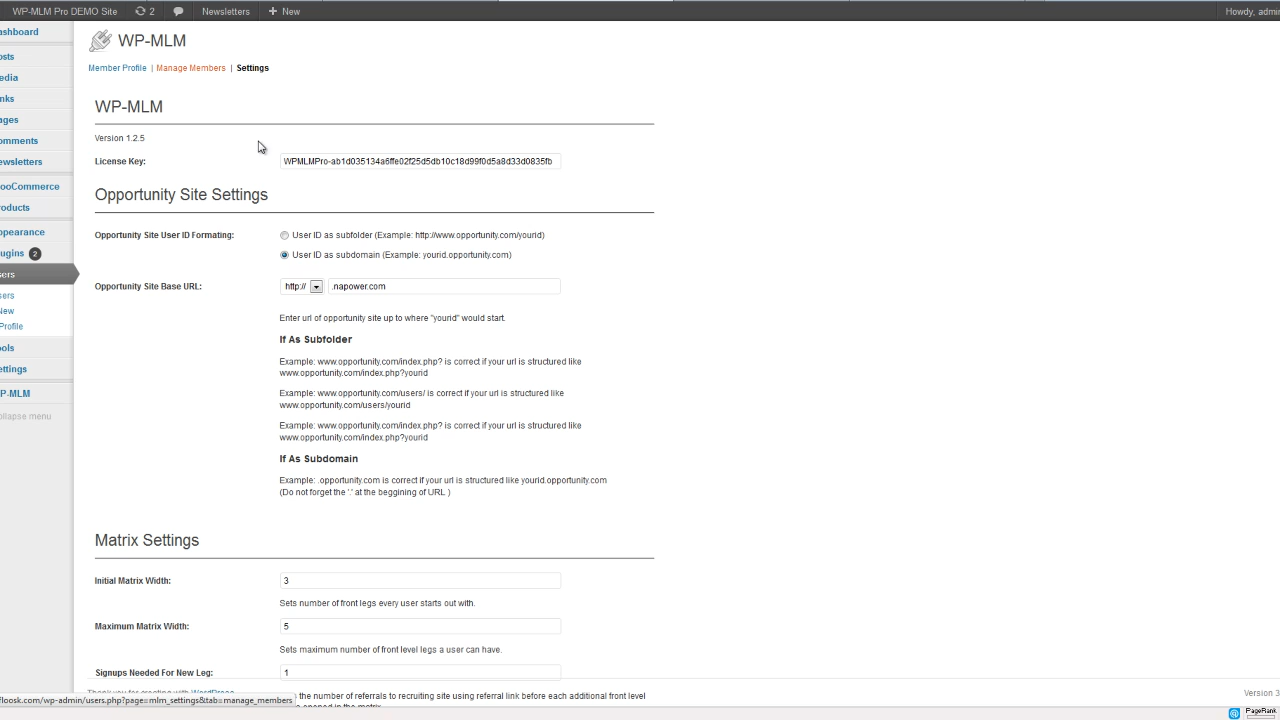 WP-MLM Pro DEMO Site 2 Newsletters + New Howdy, admin
ashboard
osts
edia
nks
ages
omments
ewsletters
ooCommerce
roducts
ppearance
ugins 2
sers
sers
New
Profile
ools
ettings
P-MLM
ollapse menu
WP-MLM
Member Profile | Manage Members | Settings
WP-MLM
Version 1.2.5
License Key: WPMLMPro-ab1d035134a6ffe02f25d5db10c18d99f0d5a8d33d0835fb
Opportunity Site Settings
Opportunity Site User ID Formating: User ID as subfolder (Example: http://www.opportunity.com/yourid)
User ID as subdomain (Example: yourid.opportunity.com)
Opportunity Site Base URL: http:// .napower.com
Enter url of opportunity site up to where "yourid" would start.
If As Subfolder
Example: www.opportunity.com/index.php? is correct if your url is structured like
www.opportunity.com/index.php?yourid
Example: www.opportunity.com/users/ is correct if your url is structured like
www.opportunity.com/users/yourid
Example: www.opportunity.com/index.php? is correct if your url is structured like
www.opportunity.com/index.php?yourid
If As Subdomain
Example: .opportunity.com is correct if your url is structured like yourid.opportunity.com
(Do not forget the '.' at the beggining of URL )
Matrix Settings
Initial Matrix Width: 3
Sets number of front legs every user starts out with.
Maximum Matrix Width: 5
Sets maximum number of front level legs a user can have.
Signups Needed For New Leg: 1
Thank you for creating with WordPress. Version 3
s the number of referrals to recruiting site using referral link before each additional front level
floosk.com/wp-admin/users.php?page=mlm_settings&tab=manage_members
PageRank